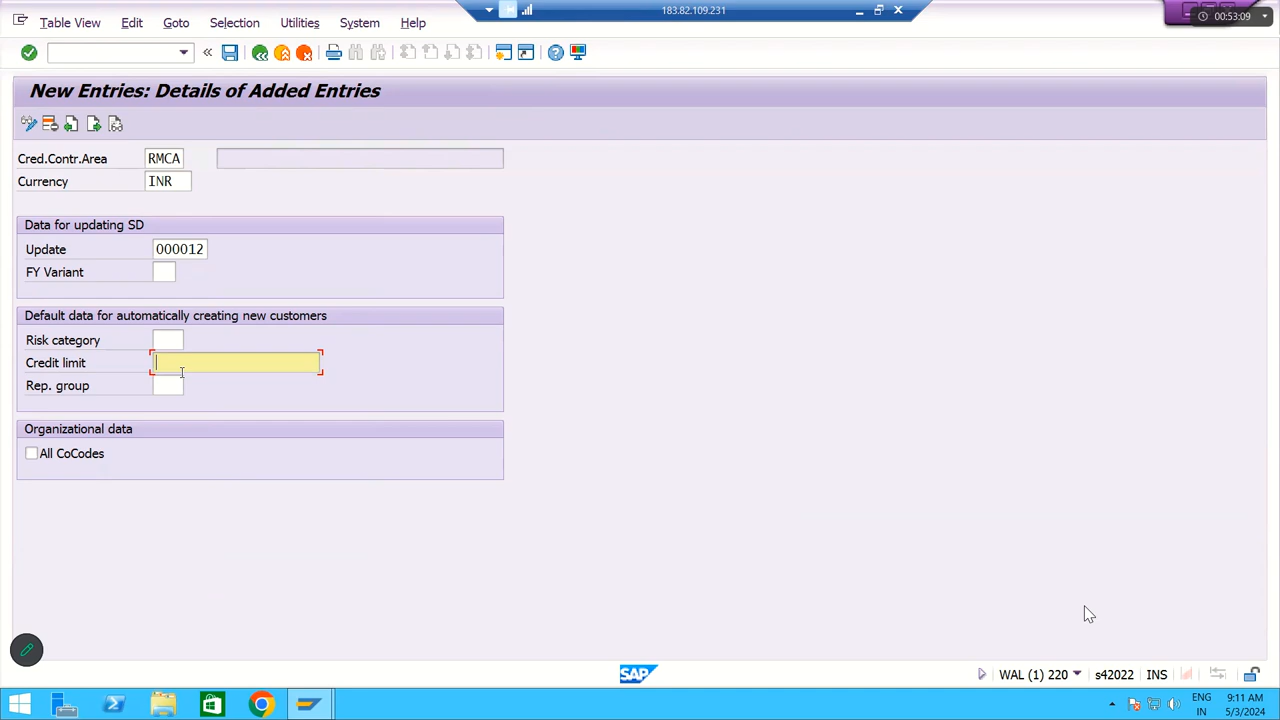 183.82.109.231
00:53:09
Table View Edit Goto Selection Utilities System Help
New Entries: Details of Added Entries
Cred.Contr.Area RMCA
Currency INR
Data for updating SD
Update 000012
FY Variant
Default data for automatically creating new customers
Risk category
Credit limit
Rep. group
Organizational data
All CoCodes
SAP
WAL (1) 220 s42022 INS
ENG 9:11 AM
IN 5/3/2024